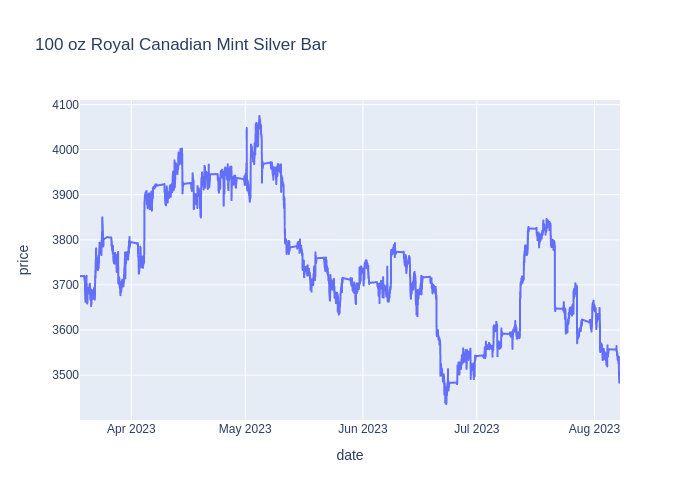 100 oz Royal Canadian Mint Silver Bar
4100
4000
3900
3800
3700
3600
3500
price
Apr 2023
May 2023
Jun 2023
Jul 2023
Aug 2023
date